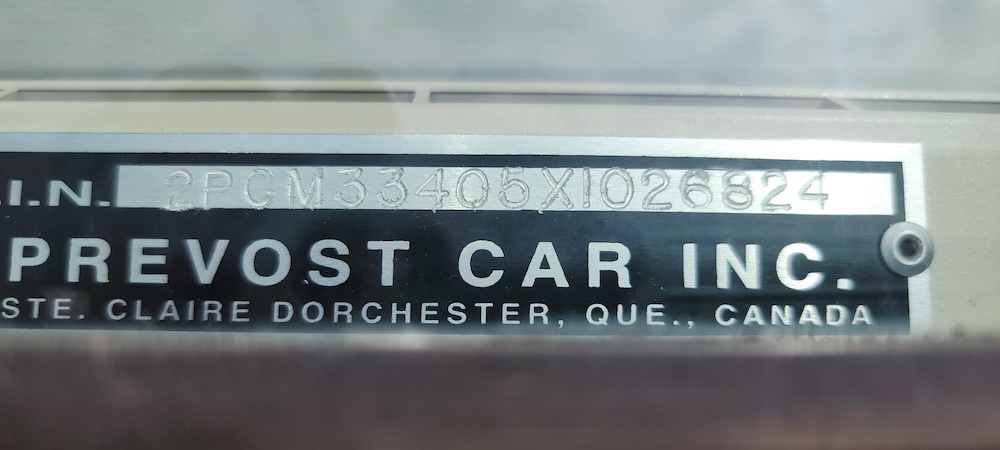 .I.N. 2PCM33405X1026824
PREVOST CAR INC.
STE. CLAIRE DORCHESTER, QUE., CANADA